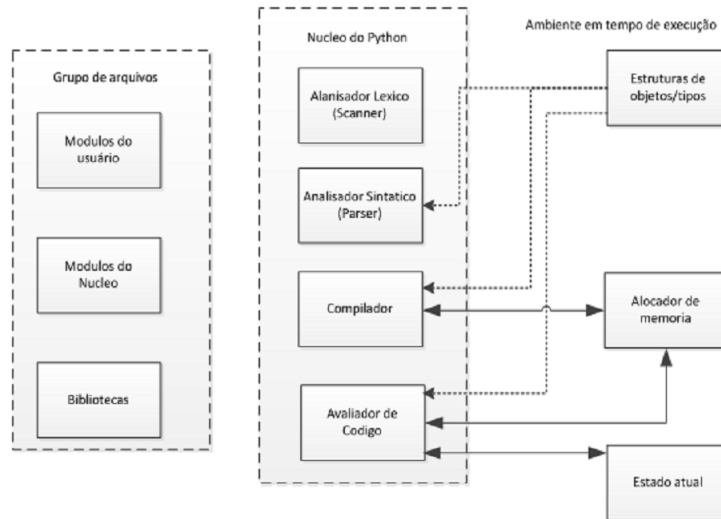 Grupo de arquivos
Modulos do
usuário
Modulos do
Nucleo
Bibliotecas
Nucleo do Python
Alanisador Lexico
(Scanner)
Analisador Sintatico
(Parser)
Compilador
Avaliador de
Codigo
Ambiente em tempo de execução
Estruturas de
objetos/tipos
Alocador de
memoria
Estado atual